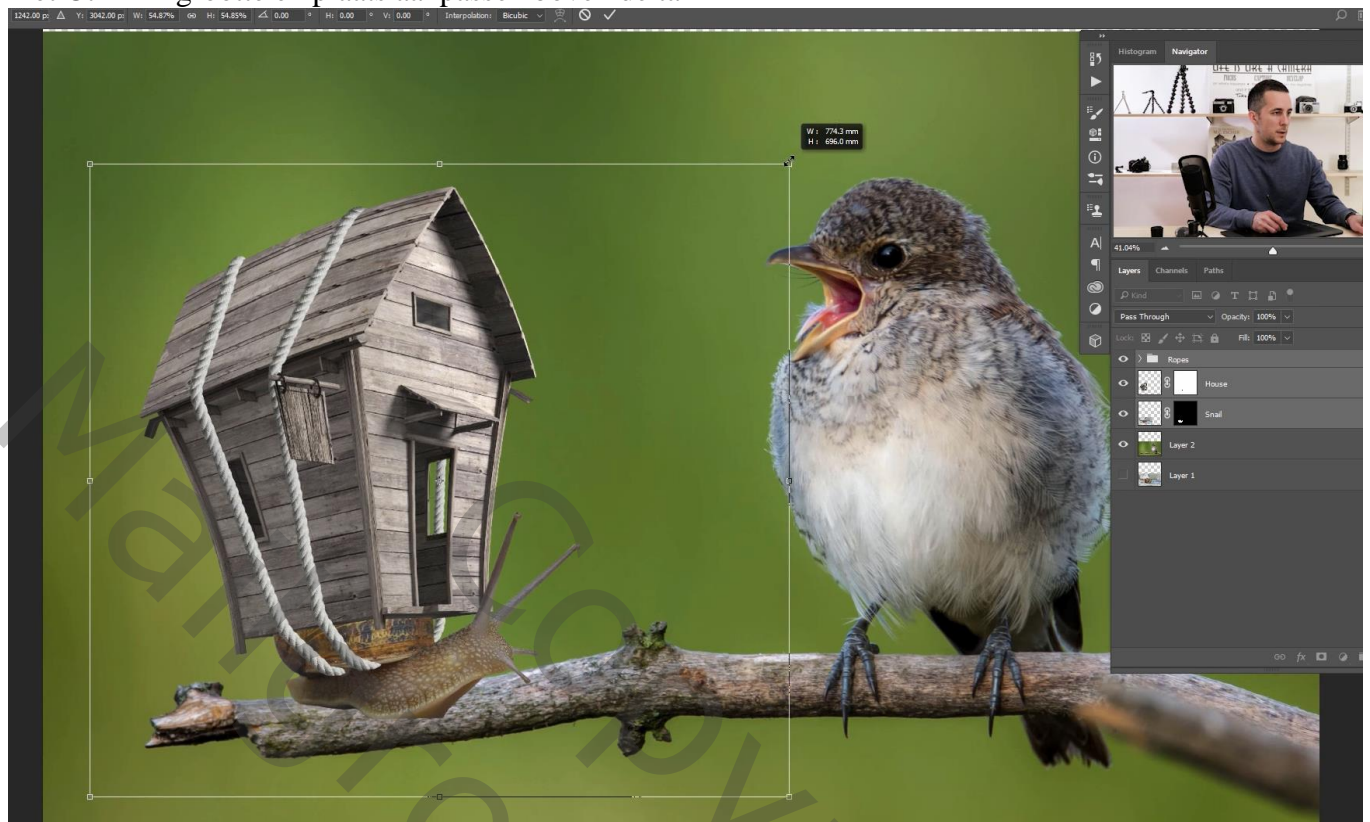 1242.00 px Δ Y: 3042.00 px W: 54.87% H: 54.85% 0.00 ° H: 0.00 ° V: 0.00 ° Interpolation: Bicubic
Histogram Navigator
LIFE IS LIKE A CAMERA
W : 774.3 mm
H : 696.0 mm
41.04%
Layers Channels Paths
Kind
Pass Through Opacity: 100%
Lock: Fill: 100%
Ropes
House
Snail
Layer 2
Layer 1